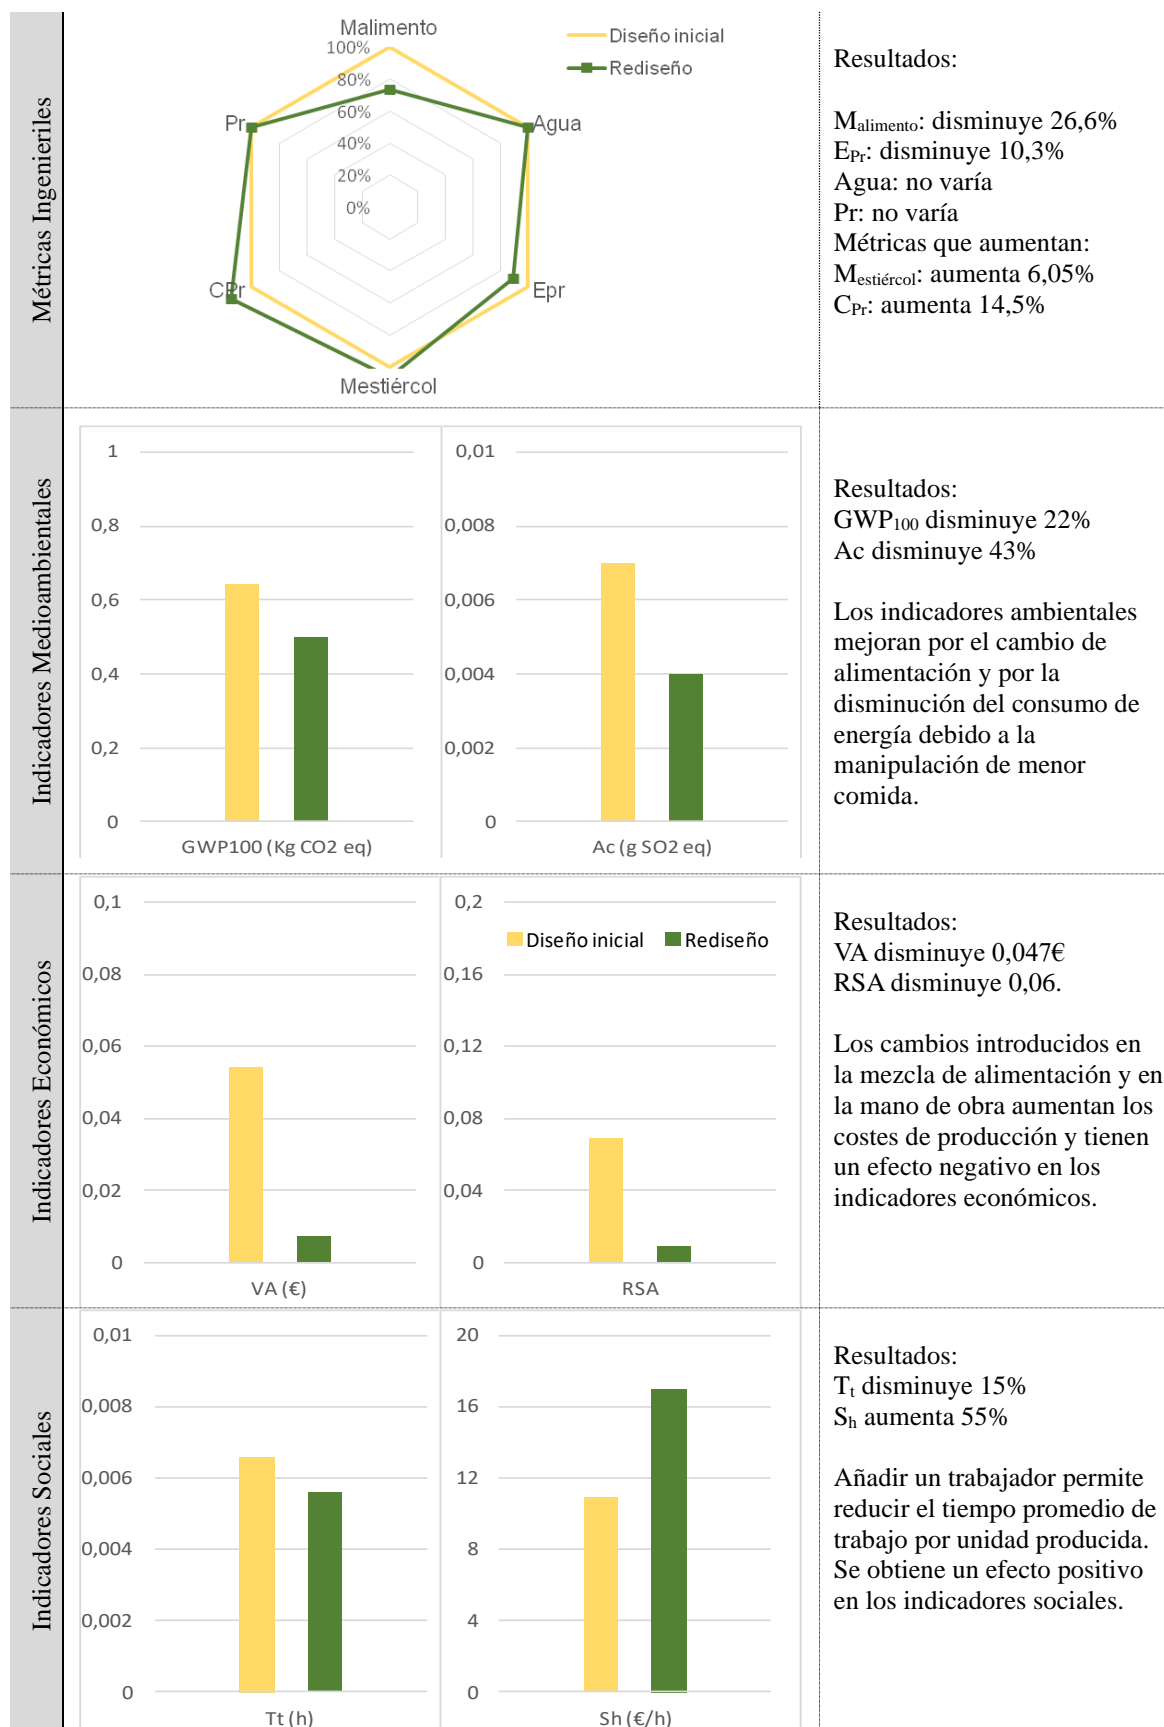 Métricas Ingenieriles
Malimento
100%
80%
60%
40%
20%
0%
Pr
Agua
CPr
Epr
Mestiércol
Diseño inicial
Rediseño
Resultados:
Malimento: disminuye 26,6%
EPr: disminuye 10,3%
Agua: no varía
Pr: no varía
Métricas que aumentan:
Mestiércol: aumenta 6,05%
CPr: aumenta 14,5%
Indicadores Medioambientales
1
0,8
0,6
0,4
0,2
0
GWP100 (Kg CO2 eq)
0,01
0,008
0,006
0,004
0,002
0
Ac (g SO2 eq)
Resultados:
GWP100 disminuye 22%
Ac disminuye 43%
Los indicadores ambientales
mejoran por el cambio de
alimentación y por la
disminución del consumo de
energía debido a la
manipulación de menor
comida.
Indicadores Económicos
0,1
0,08
0,06
0,04
0,02
0
VA (€)
0,2
0,16
0,12
0,08
0,04
0
Diseño inicial
Rediseño
RSA
Resultados:
VA disminuye 0,047€
RSA disminuye 0,06.
Los cambios introducidos en
la mezcla de alimentación y en
la mano de obra aumentan los
costes de producción y tienen
un efecto negativo en los
indicadores económicos.
Indicadores Sociales
0,01
0,008
0,006
0,004
0,002
0
Tt (h)
20
16
12
8
4
0
Sh (€/h)
Resultados:
Tt disminuye 15%
Sh aumenta 55%
Añadir un trabajador permite
reducir el tiempo promedio de
trabajo por unidad producida.
Se obtiene un efecto positivo
en los indicadores sociales.